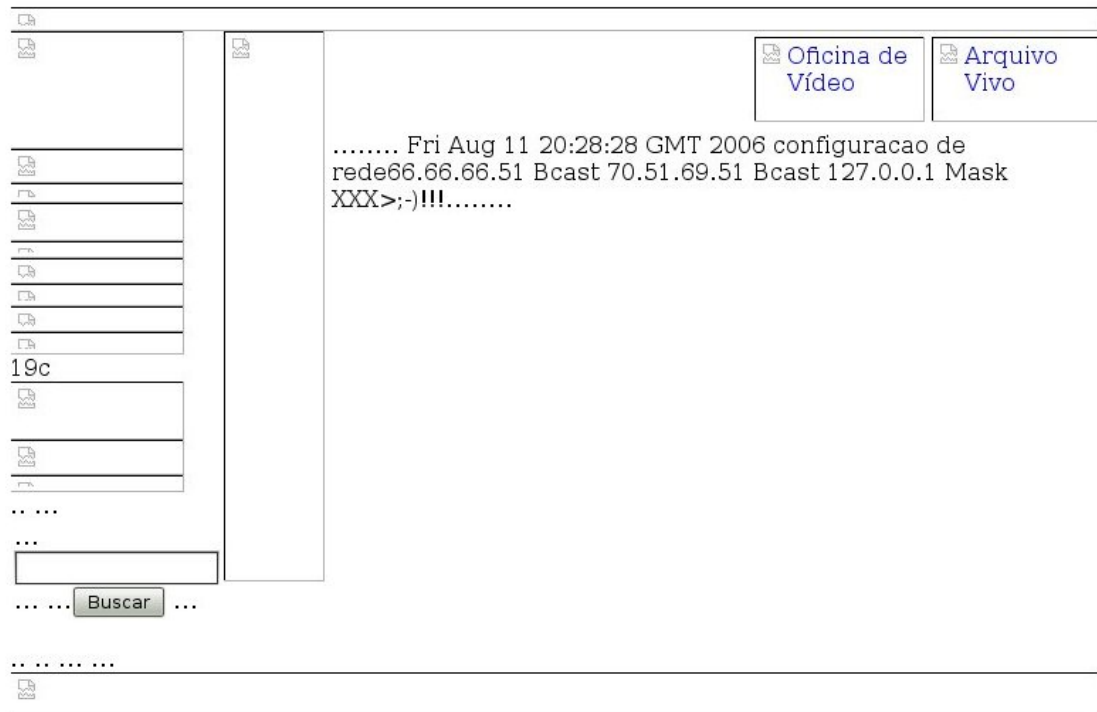 Oficina de
Vídeo
Arquivo
Vivo
........ Fri Aug 11 20:28:28 GMT 2006 configuracao de
rede66.66.66.51 Bcast 70.51.69.51 Bcast 127.0.0.1 Mask
XXX>;-)!!!........
19c
.. ...
...
... ... Buscar ...
.. .. ... ...